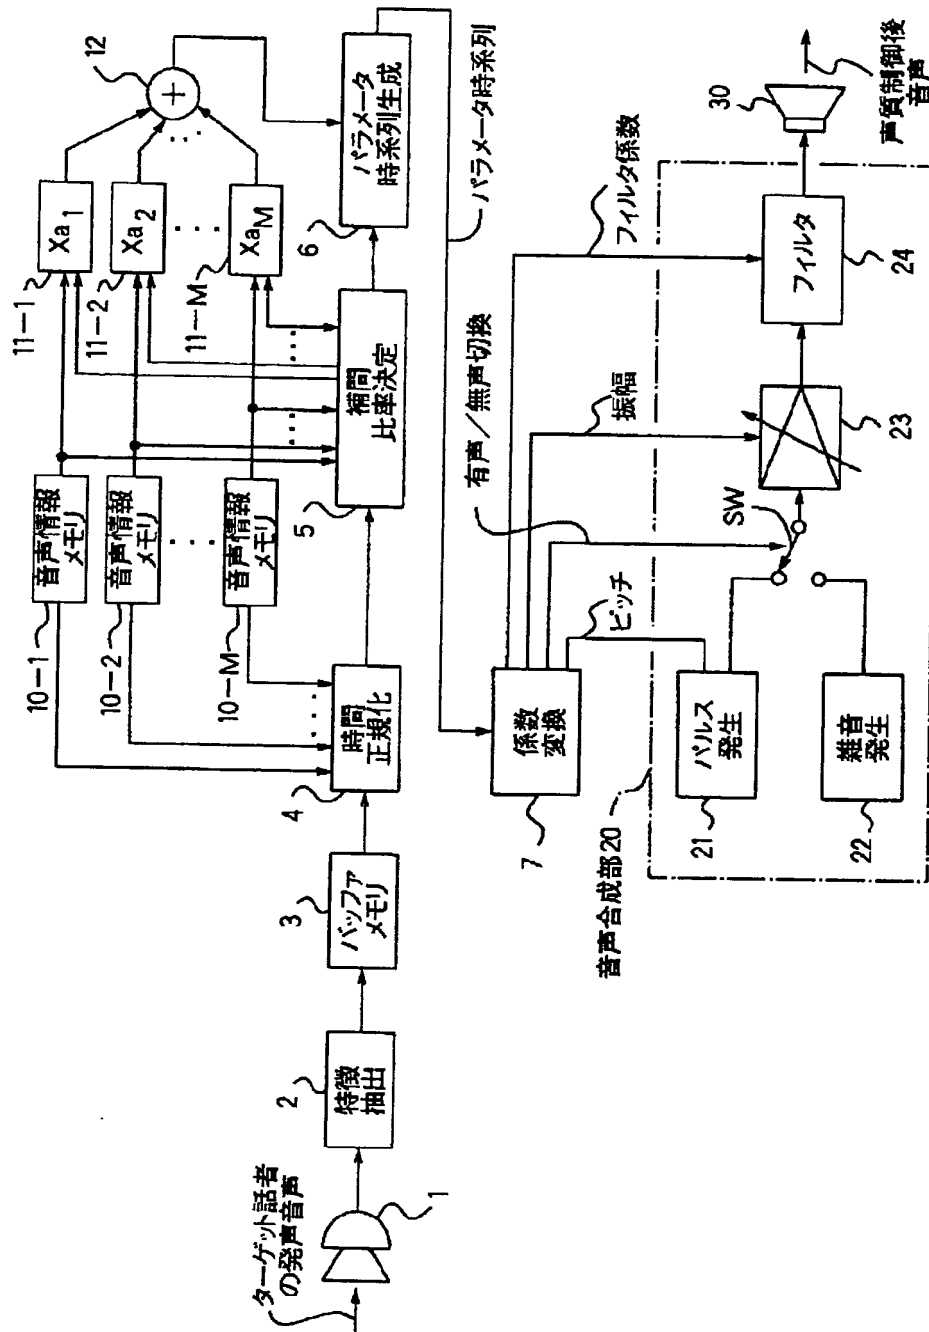 ターゲット話者
の発声音声
1
2
特徴
抽出
3
バッファ
メモリ
4
時間
正規化
10-1
音声情報
メモリ
10-2
音声情報
メモリ
10-M
音声情報
メモリ
5
補間
比率決定
11-1
Xa1
11-2
Xa2
11-M
XaM
12
+
6
パラメータ
時系列生成
パラメータ時系列
7
係数
変換
ピッチ
有声/無声切換
振幅
フィルタ係数
音声合成部20
21
パルス
発生
22
雑音
発生
SW
23
フィルタ
24
30
声質制御後
音声